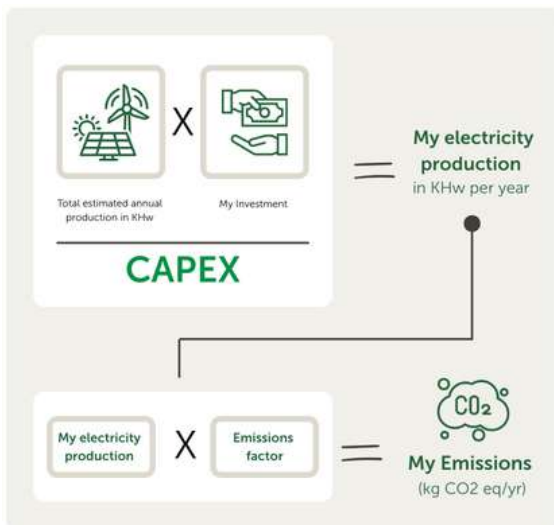 X
Total estimated annual
production in KHw
My Investment
CAPEX
=
My electricity
production
in KHw per year
My electricity
production
X
Emissions
factor
=
CO2
My Emissions
(kg CO2 eq/yr)